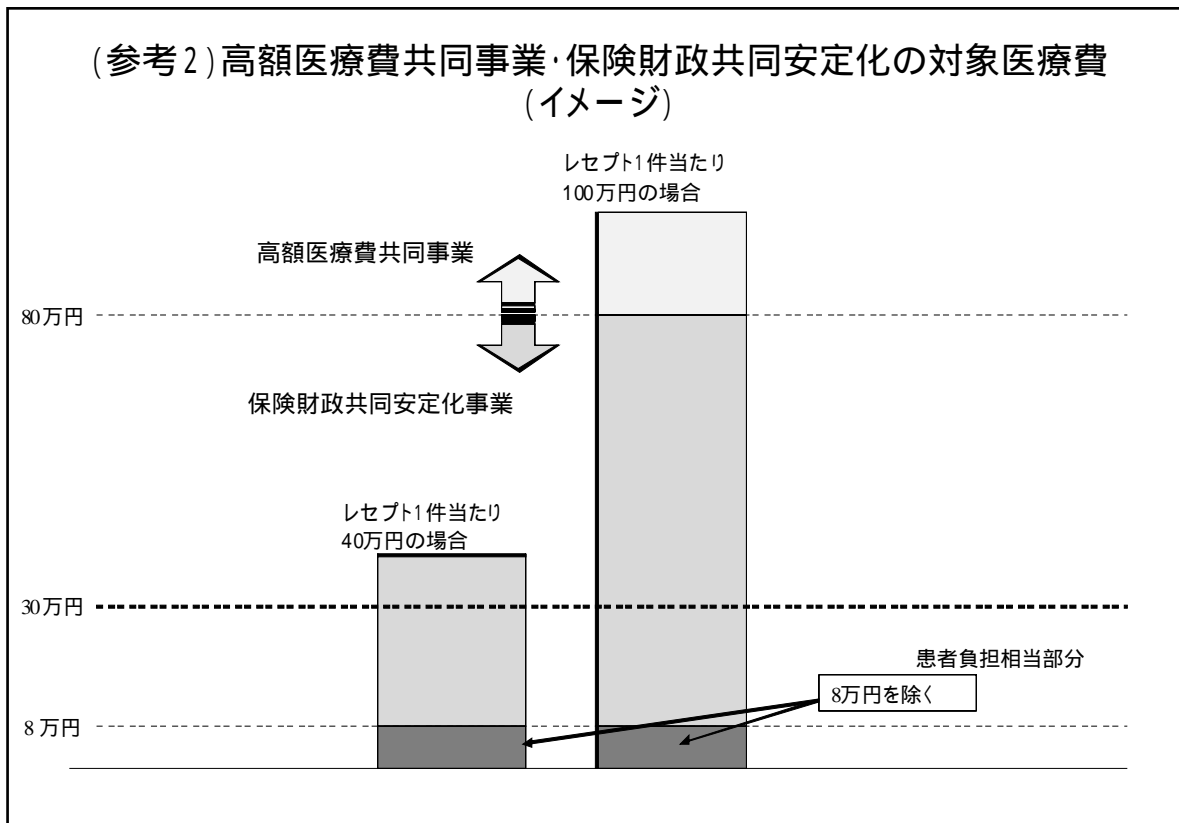 (参考2)高額医療費共同事業・保険財政共同安定化の対象医療費
(イメージ)
レセプト1件当たり
100万円の場合
高額医療費共同事業
80万円
保険財政共同安定化事業
レセプト1件当たり
40万円の場合
30万円
患者負担相当部分
8万円を除く
8万円